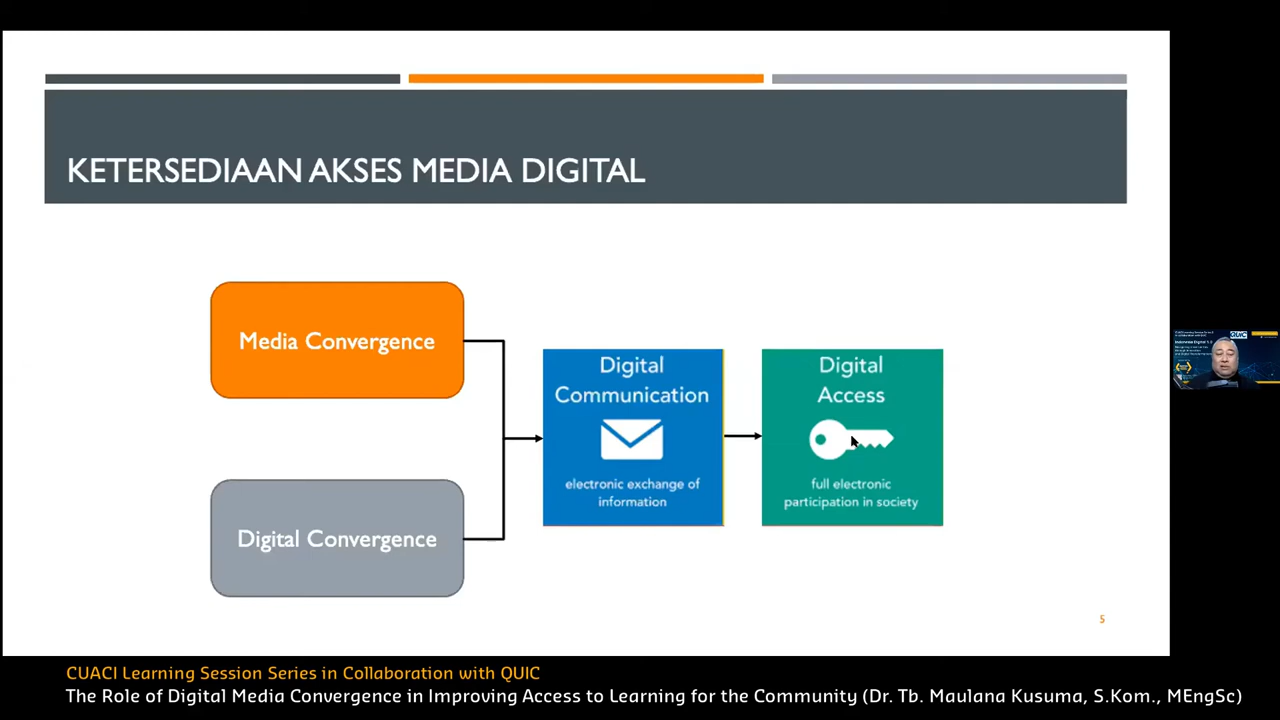 KETERSEDIAAN AKSES MEDIA DIGITAL
Media Convergence
Digital Convergence
Digital
Communication
electronic exchange of
information
Digital
Access
full electronic
participation in society
5
QUIC
CUACI Learning Session Series in Collaboration with QUIC
The Role of Digital Media Convergence in Improving Access to Learning for the Community (Dr. Tb. Maulana Kusuma, S.Kom., MEngSc)